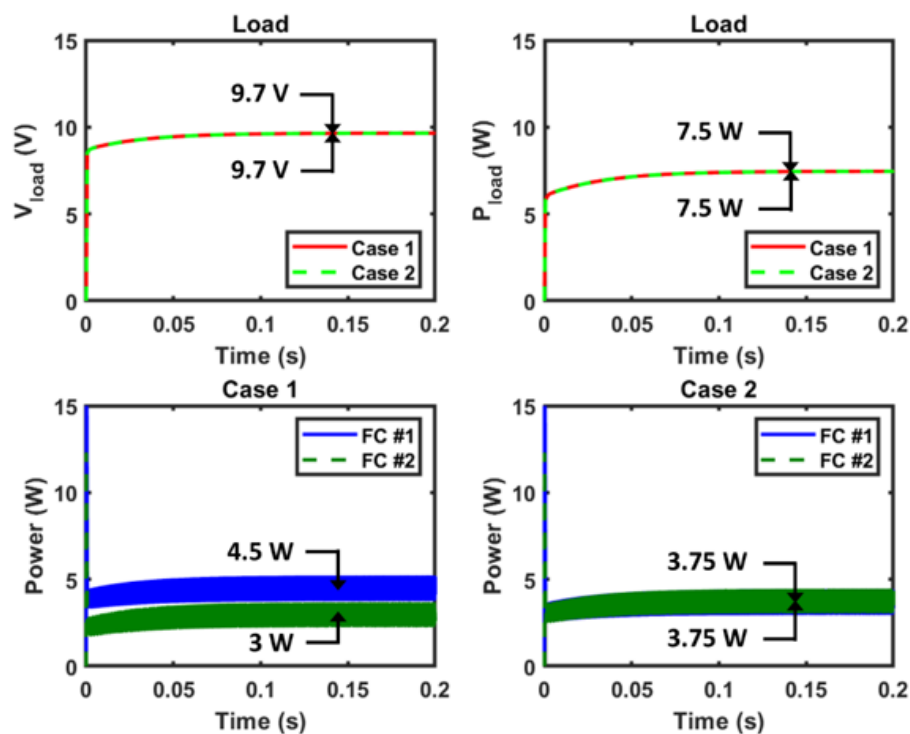 Load
15
10
5
0
V_load (V)
9.7 V
9.7 V
Case 1
Case 2
0 0.05 0.1 0.15 0.2
Time (s)
Load
15
10
5
0
P_load (W)
7.5 W
7.5 W
Case 1
Case 2
0 0.05 0.1 0.15 0.2
Time (s)
Case 1
15
10
5
0
Power (W)
FC #1
FC #2
4.5 W
3 W
0 0.05 0.1 0.15 0.2
Time (s)
Case 2
15
10
5
0
Power (W)
FC #1
FC #2
3.75 W
3.75 W
0 0.05 0.1 0.15 0.2
Time (s)